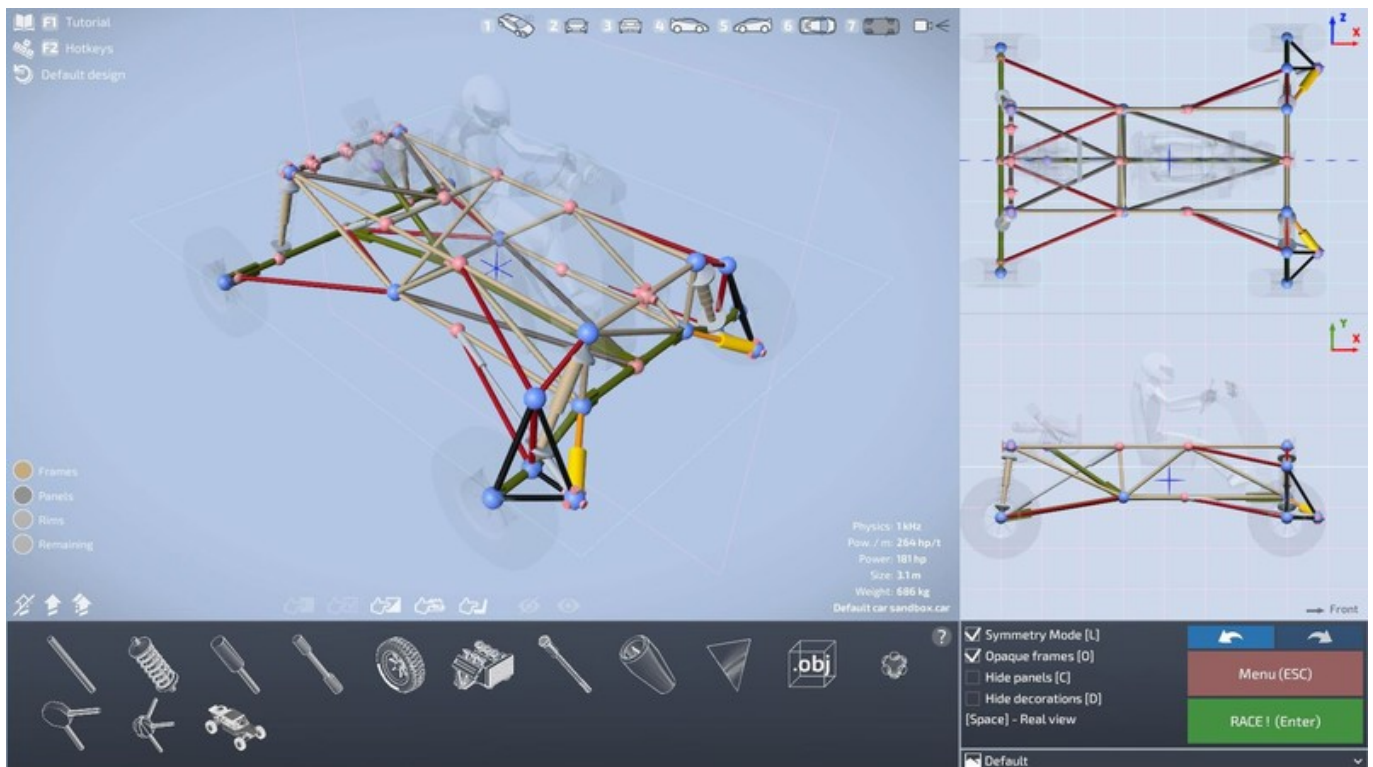 F1 Tutorial
F2 Hotkeys
Default design
1 2 3 4 5 6 7
Z
X
Y
X
Frames
Panels
Rims
Remaining
Physics: 1 kHz
Pow. / m: 264 hp/t
Power: 181 hp
Size: 3.1 m
Weight: 686 kg
Default car sandbox.car
Front
?
.obj
Symmetry Mode [L]
Opaque frames [O]
Hide panels [C]
Hide decorations [D]
[Space] - Real view
Menu (ESC)
RACE! (Enter)
Default